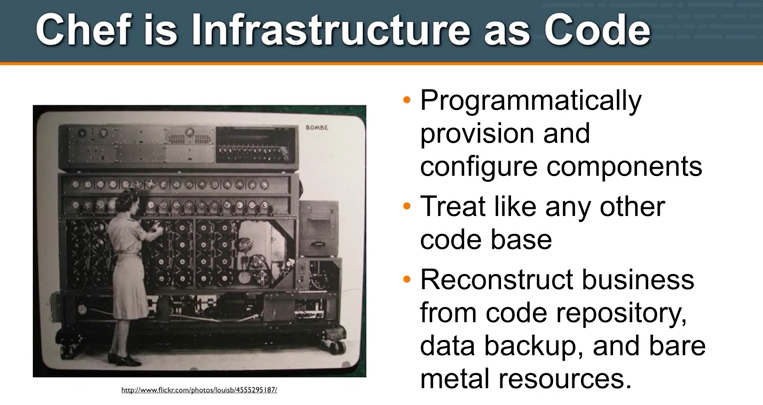 Chef is Infrastructure as Code
BOMBE
• Programmatically
provision and
configure components
• Treat like any other
code base
• Reconstruct business
from code repository,
data backup, and bare
metal resources.
http://www.flickr.com/photos/louisb/4555295187/